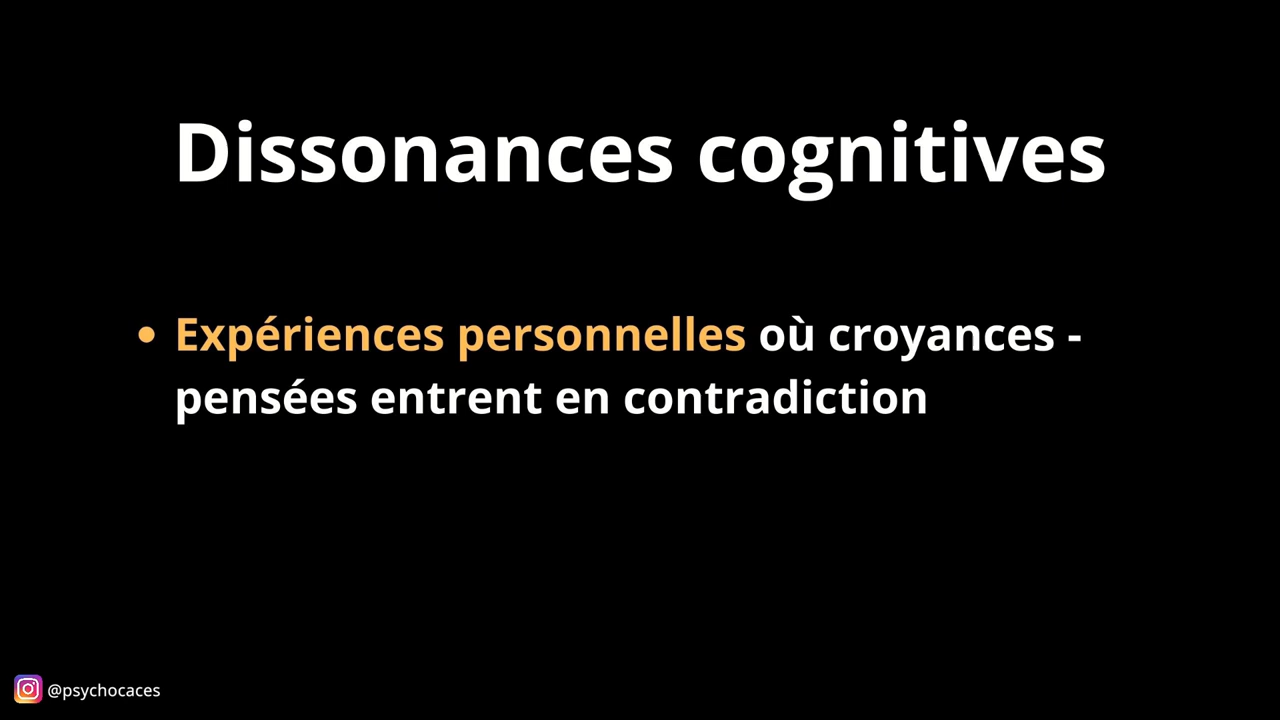 Dissonances cognitives
• Expériences personnelles où croyances -
pensées entrent en contradiction
@psychocaces